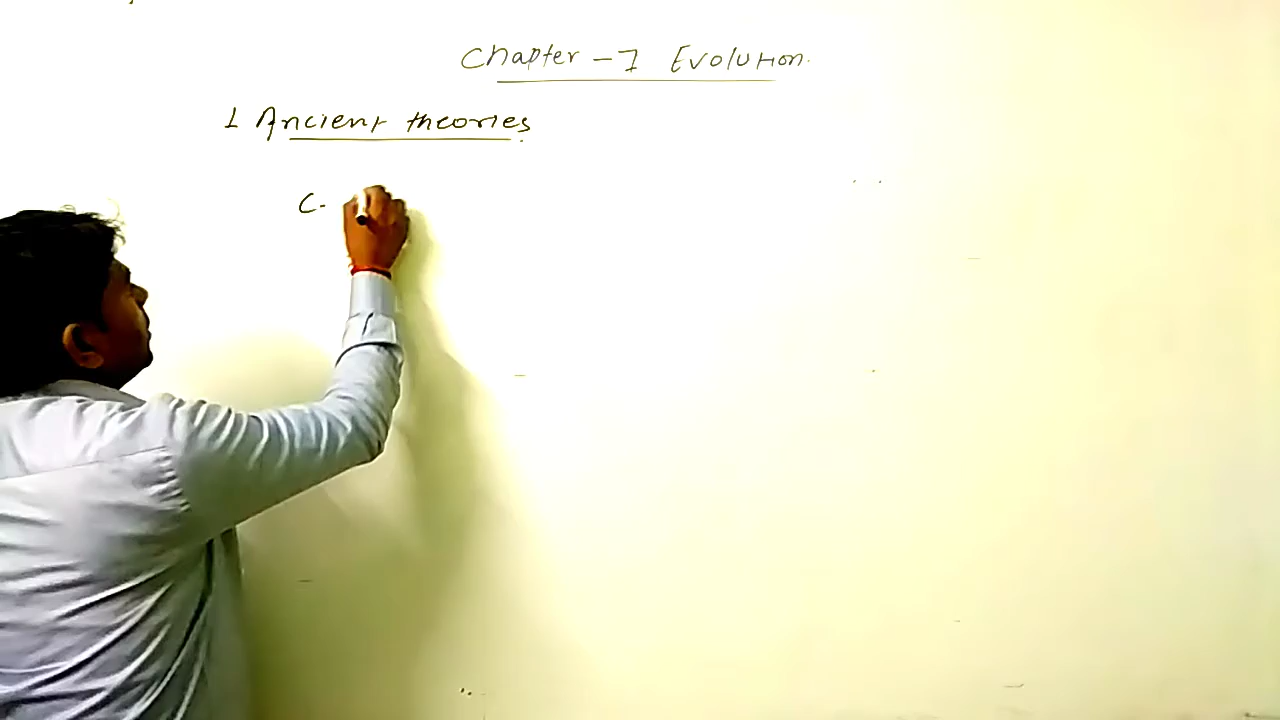 Chapter - 7 Evolution.
1 Ancient theories
C.